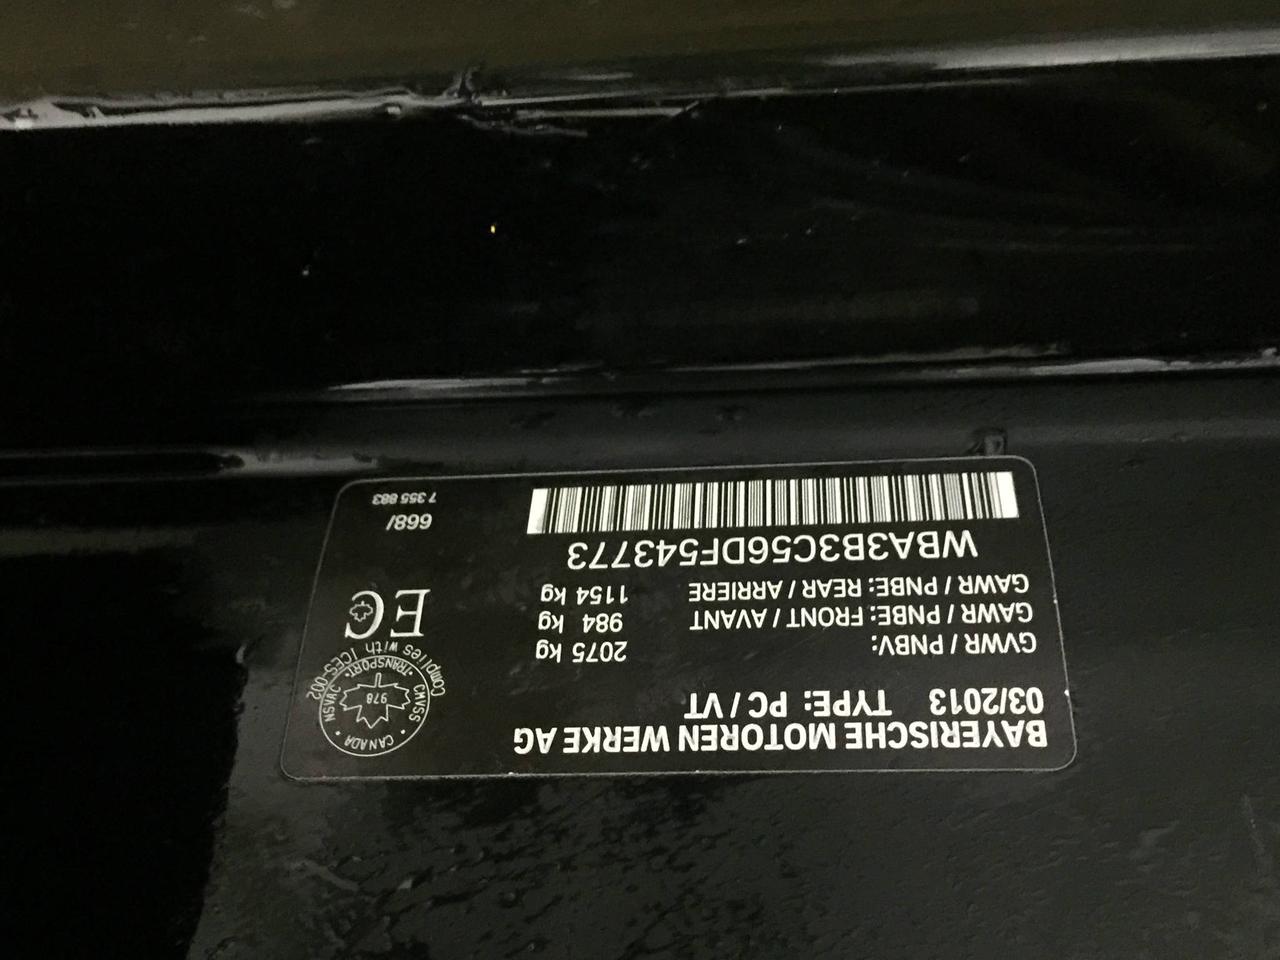 BAYERISCHE MOTOREN WERKE AG
03/2013 TYPE: PC / VT
GVWR / PNBV: 2075 kg
GAWR / PNBE: FRONT / AVANT 984 kg
GAWR / PNBE: REAR / ARRIERE 1154 kg
WBA3B3C56DF543773
CANADA
CMVSS
NSVAC
TRANSPORT
978
Complies with ICES-002
EC
668/
7 355 883